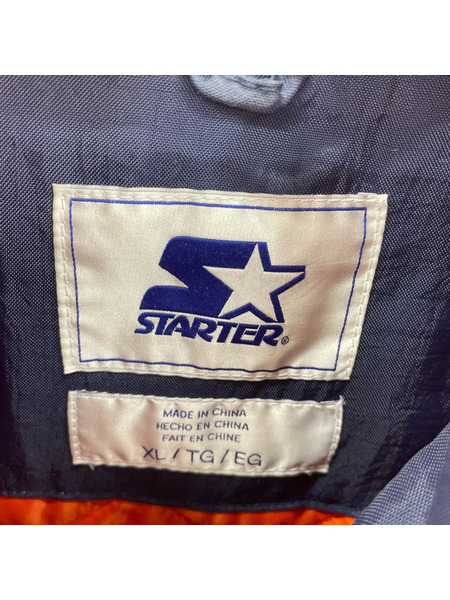 STARTER®
MADE IN CHINA
HECHO EN CHINA
FAIT EN CHINE
XL / TG / EG